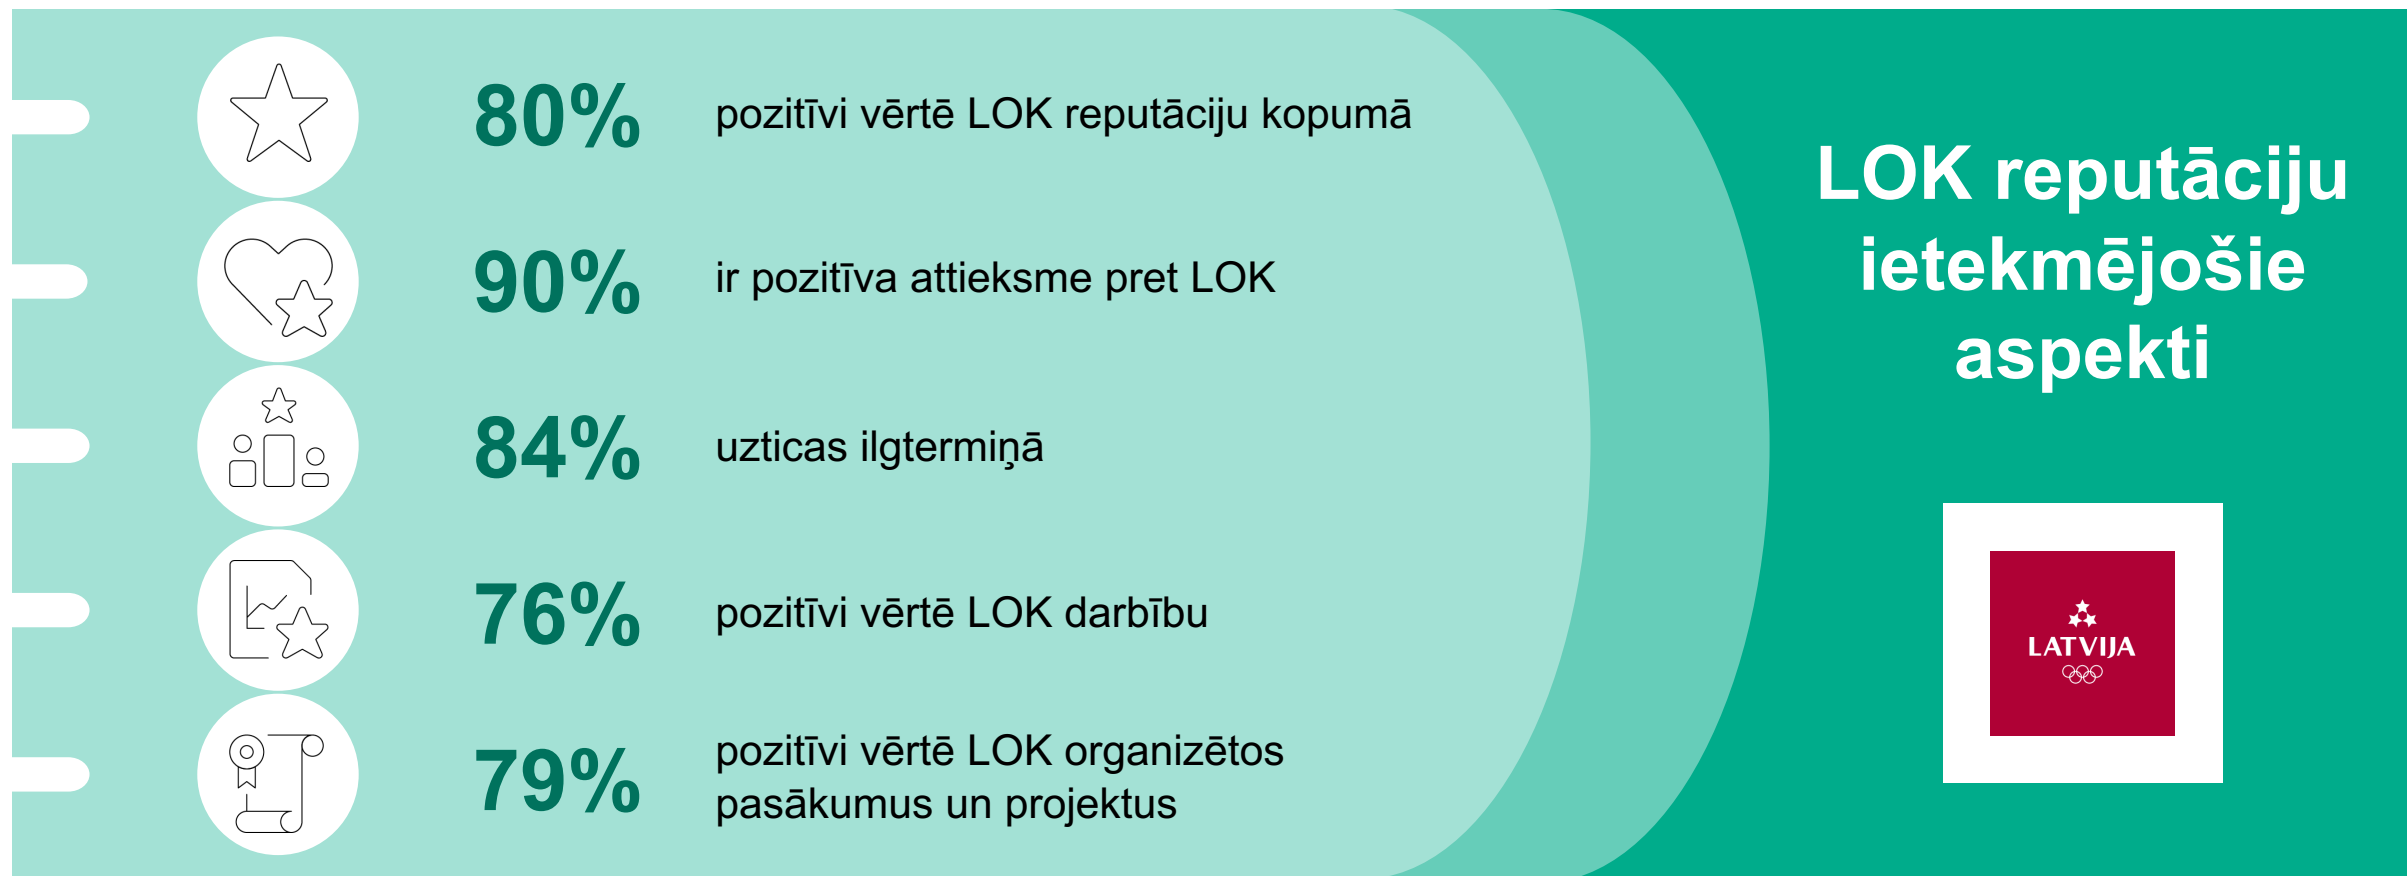 80% pozitīvi vērtē LOK reputāciju kopumā
90% ir pozitīva attieksme pret LOK
84% uzticas ilgtermiņā
76% pozitīvi vērtē LOK darbību
79% pozitīvi vērtē LOK organizētos
pasākumus un projektus
LOK reputāciju
ietekmējošie
aspekti
LATVIJA